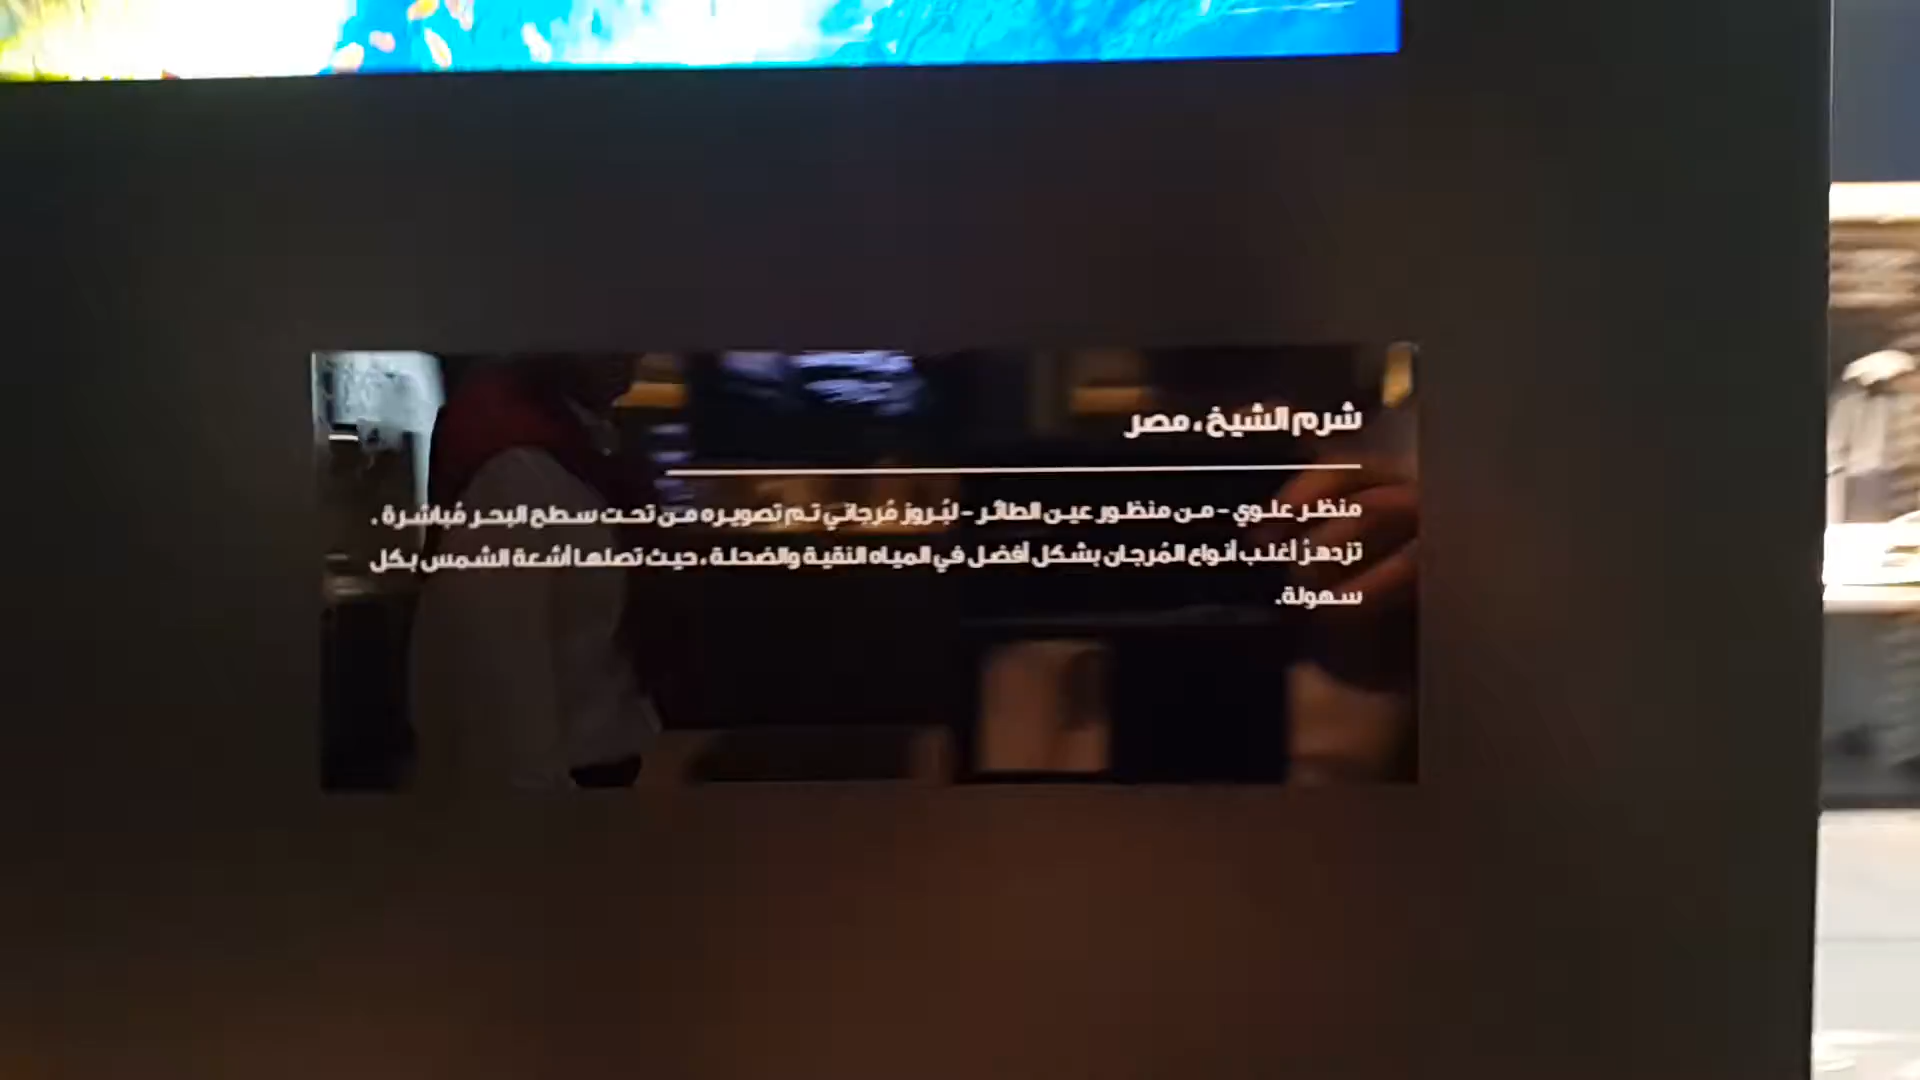 شرم الشيخ، مصر
منظر علوي - من منظور عين الطائر - لبُروز مُرجاني تم تصويره من تحت سطح البحر مُباشرة.
تزدهرُ أغلب أنواع المُرجان بشكل أفضل في المياه النقية والضحلة، حيث تصلها أشعة الشمس بكل
سهولة.